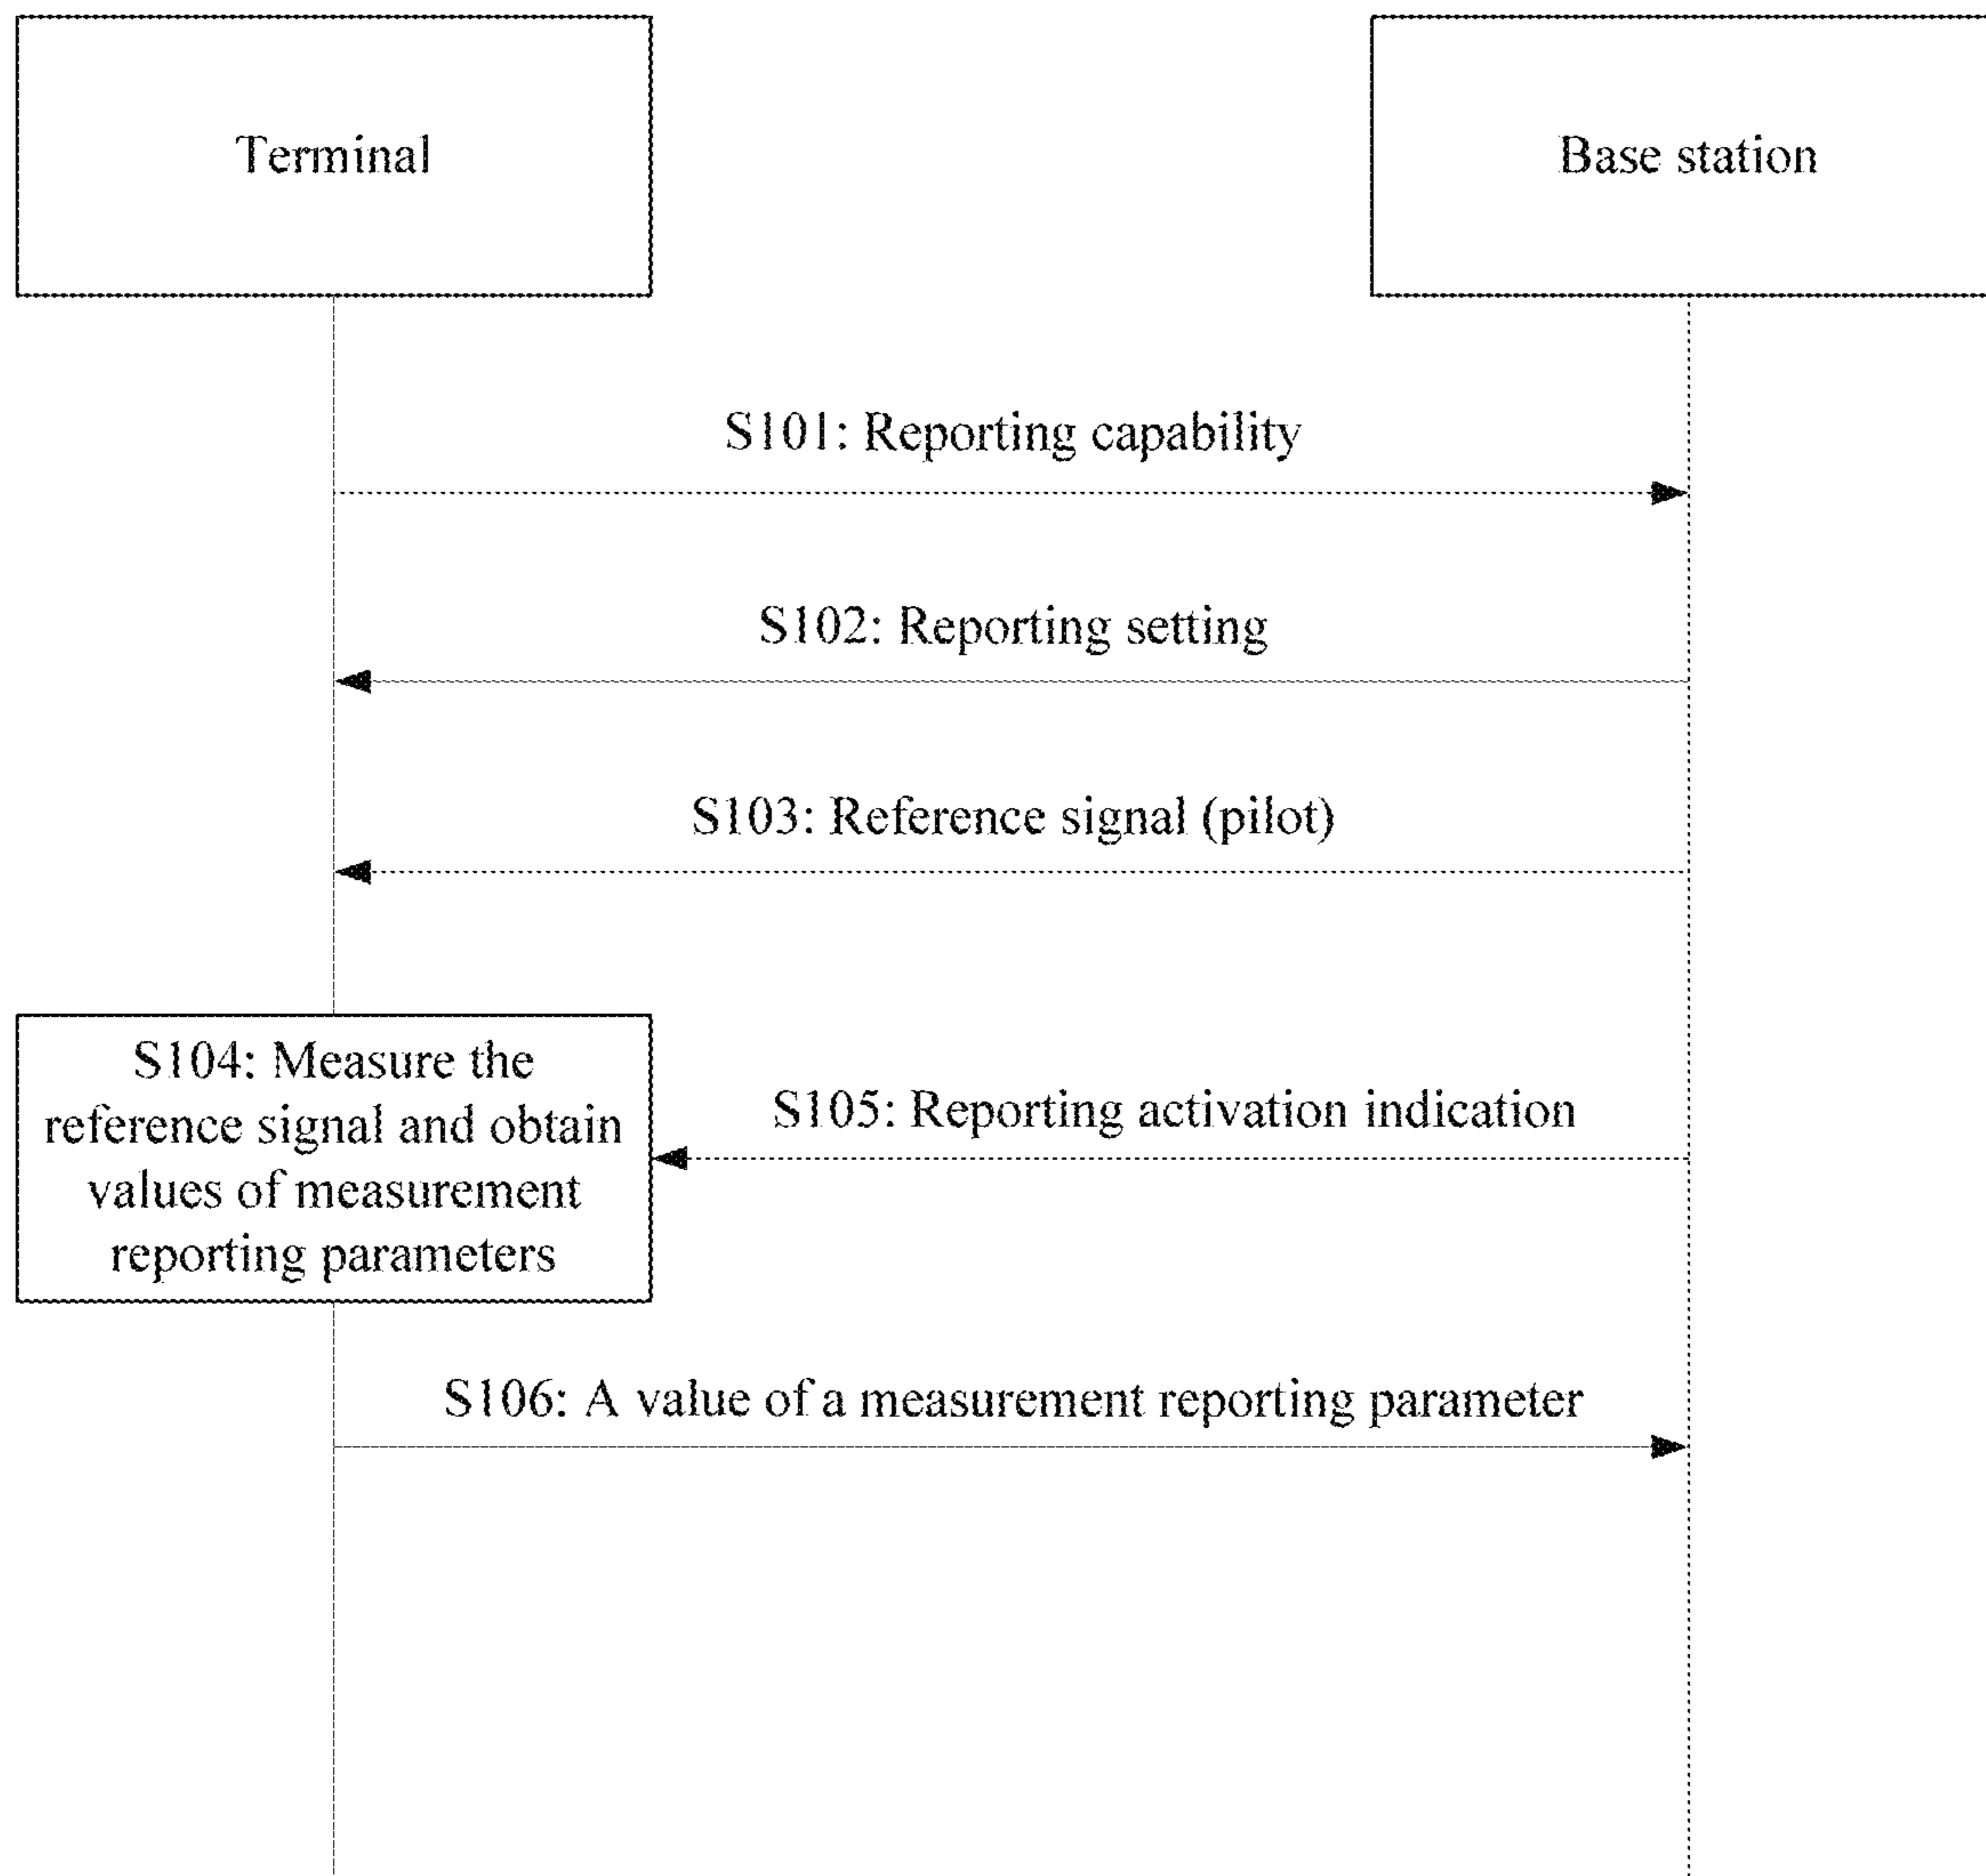 Terminal
Base station
S101: Reporting capability
S102: Reporting setting
S103: Reference signal (pilot)
S104: Measure the
reference signal and obtain
values of measurement
reporting parameters
S105: Reporting activation indication
S106: A value of a measurement reporting parameter